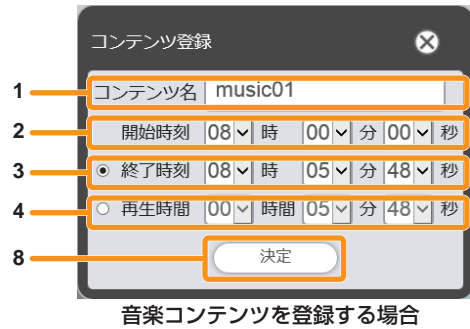 コンテンツ登録
1 コンテンツ名 music01
2 開始時刻 08 時 00 分 00 秒
3 終了時刻 08 時 05 分 48 秒
4 再生時間 00 時間 05 分 48 秒
8 決定
音楽コンテンツを登録する場合